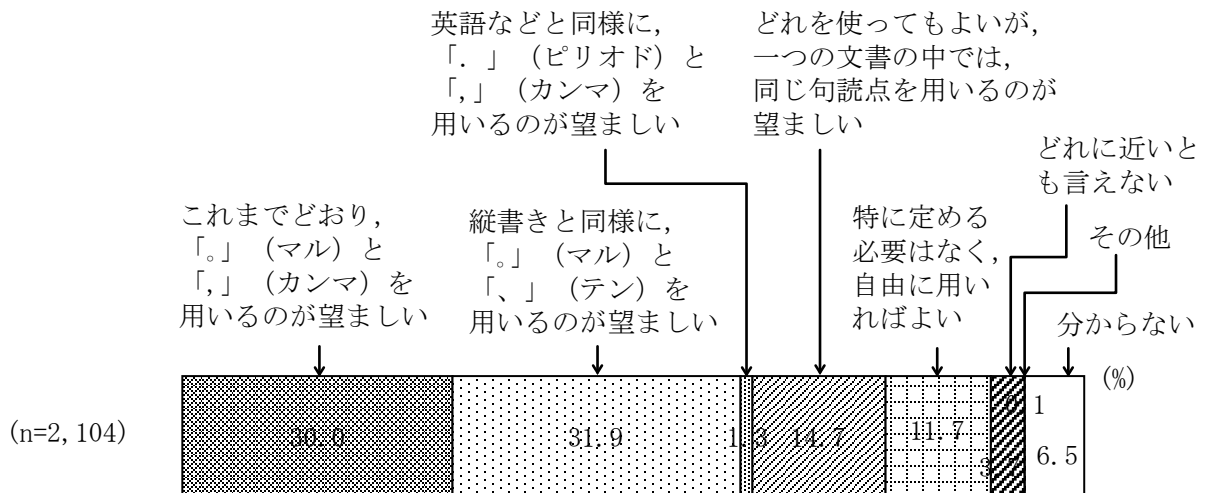 英語などと同様に,
「. 」（ピリオド）と
「,」（カンマ）を
用いるのが望ましい
どれを使ってもよいが,
一つの文書の中では,
同じ句読点を用いるのが
望ましい
どれに近いと
も言えない
これまでどおり,
「。」（マル）と
「,」（カンマ）を
用いるのが望ましい
縦書きと同様に,
「。」（マル）と
「、」（テン）を
用いるのが望ましい
特に定める
必要はなく,
自由に用い
ればよい
その他
分からない
(%)
(n=2,104)
30.0
31.9
1.3
14.7
11.7
6.5